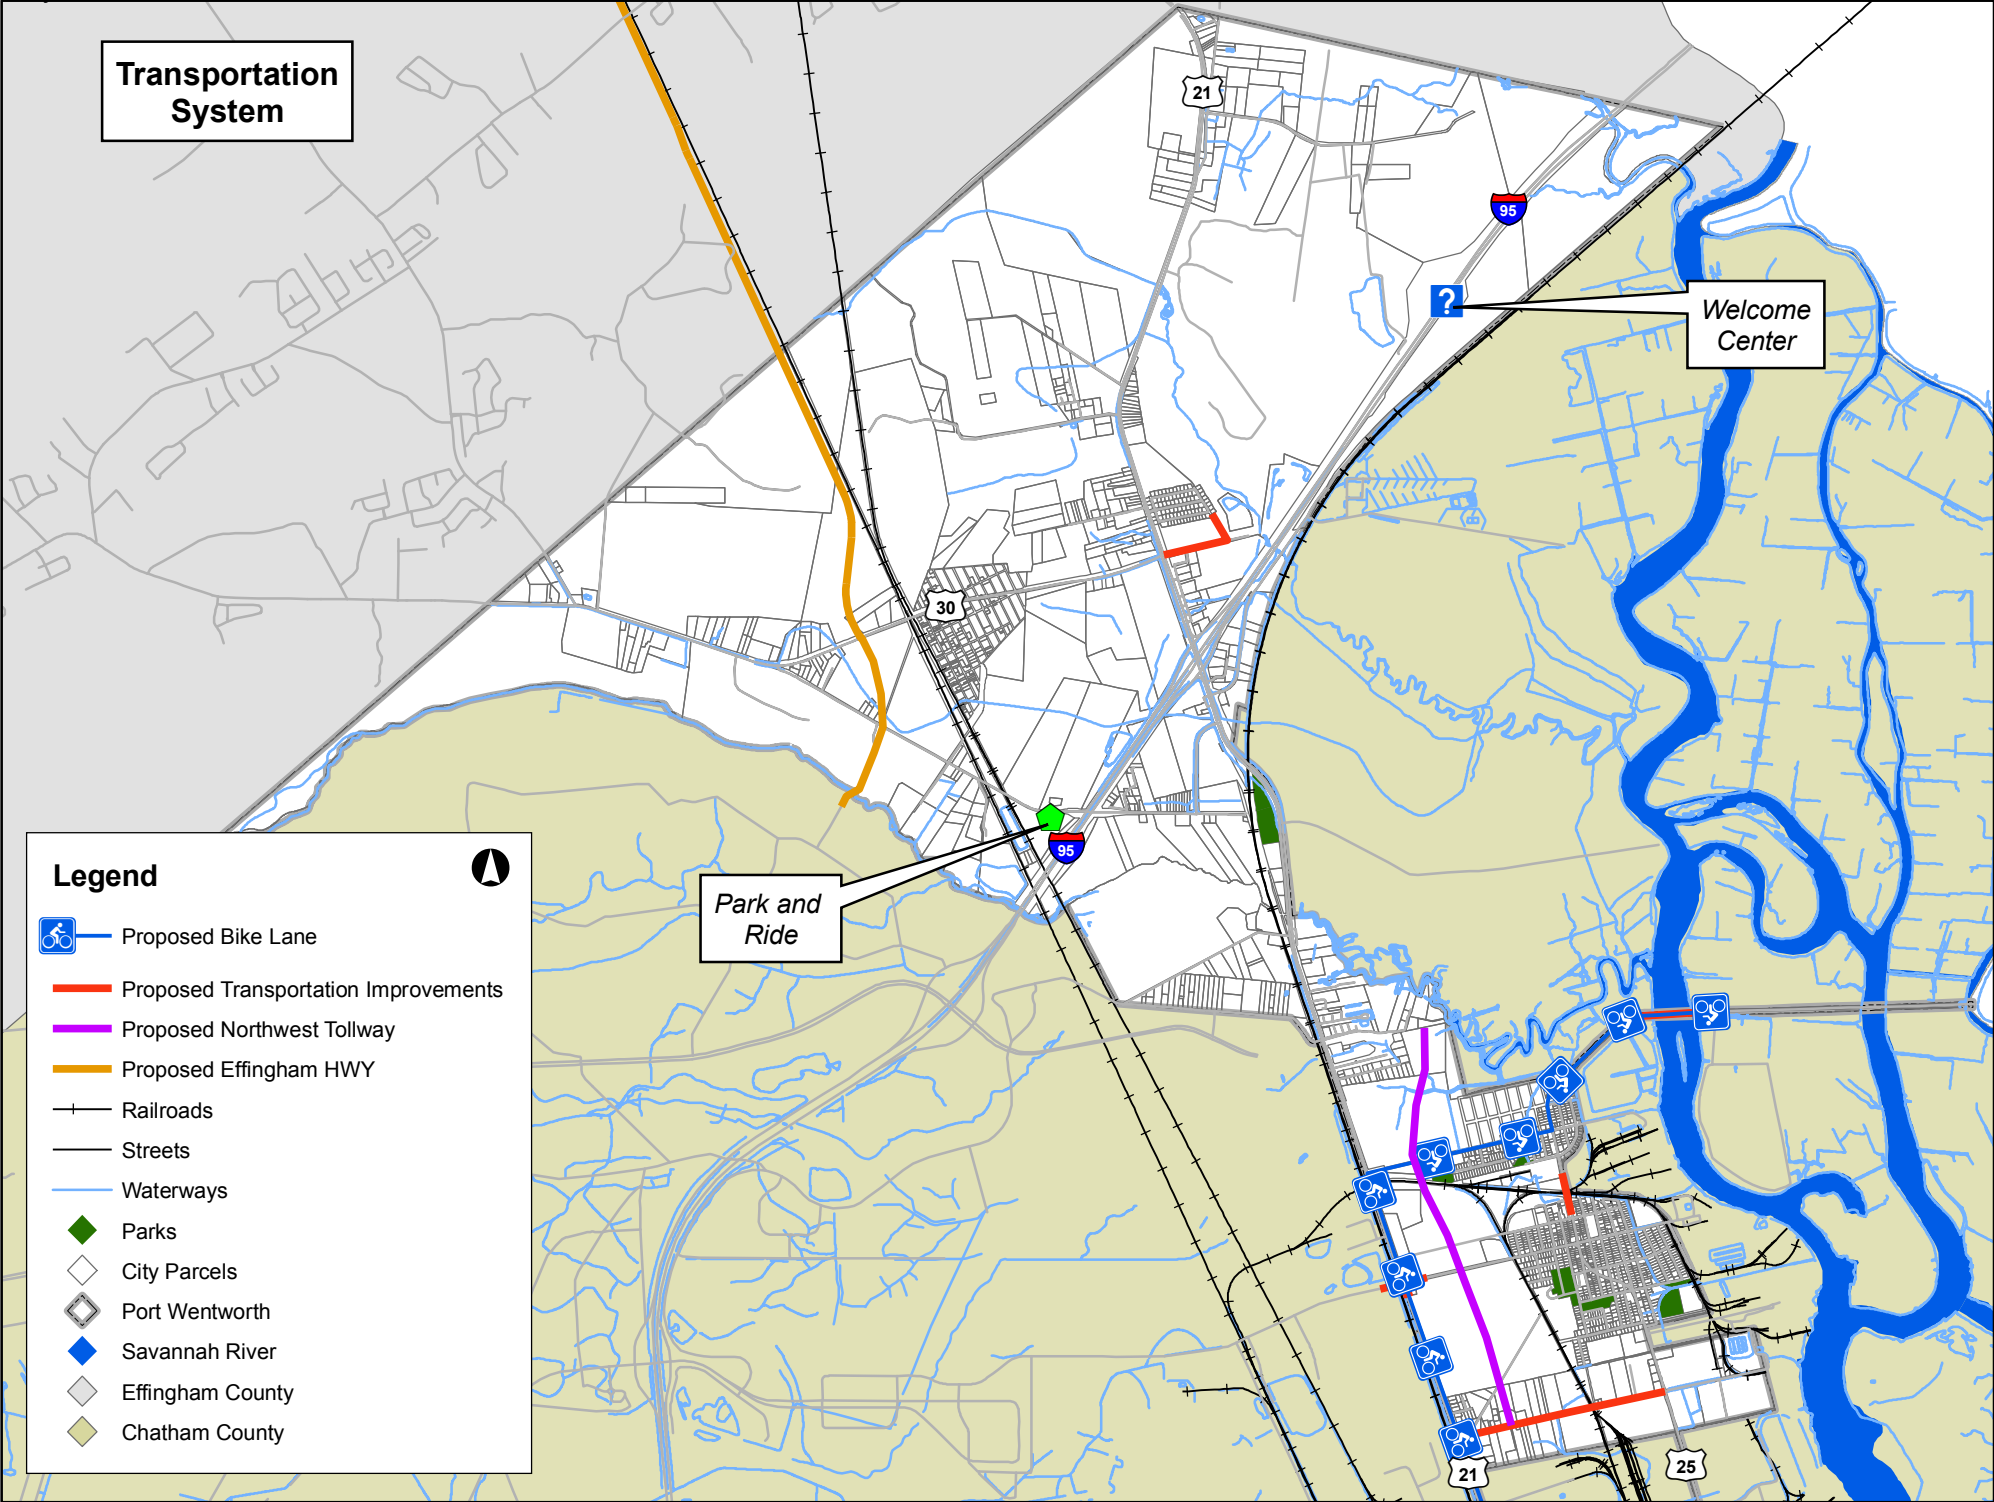 Transportation
System
21
95
?
Welcome
Center
30
95
Park and
Ride
Legend
Proposed Bike Lane
Proposed Transportation Improvements
Proposed Northwest Tollway
Proposed Effingham HWY
Railroads
Streets
Waterways
Parks
City Parcels
Port Wentworth
Savannah River
Effingham County
Chatham County
21
25